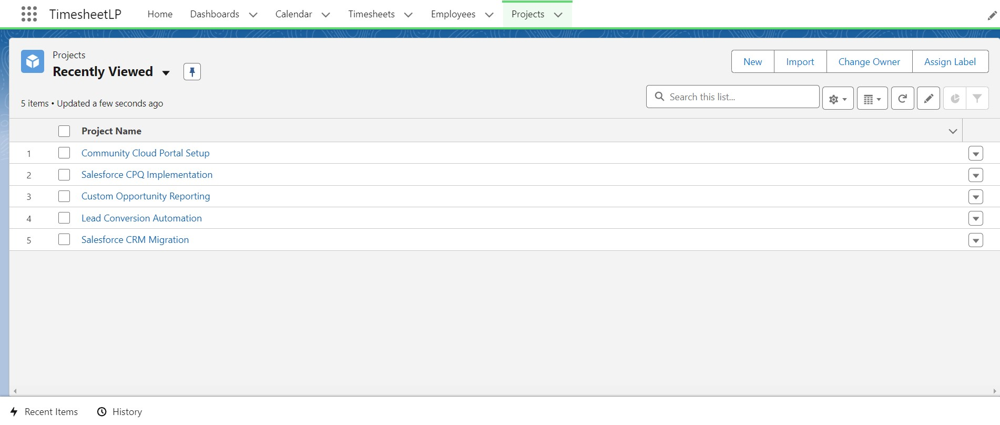 TimesheetLP Home Dashboards Calendar Timesheets Employees Projects
Projects
Recently Viewed
New Import Change Owner Assign Label
5 items • Updated a few seconds ago
Search this list...
Project Name
1 Community Cloud Portal Setup
2 Salesforce CPQ Implementation
3 Custom Opportunity Reporting
4 Lead Conversion Automation
5 Salesforce CRM Migration
Recent Items History